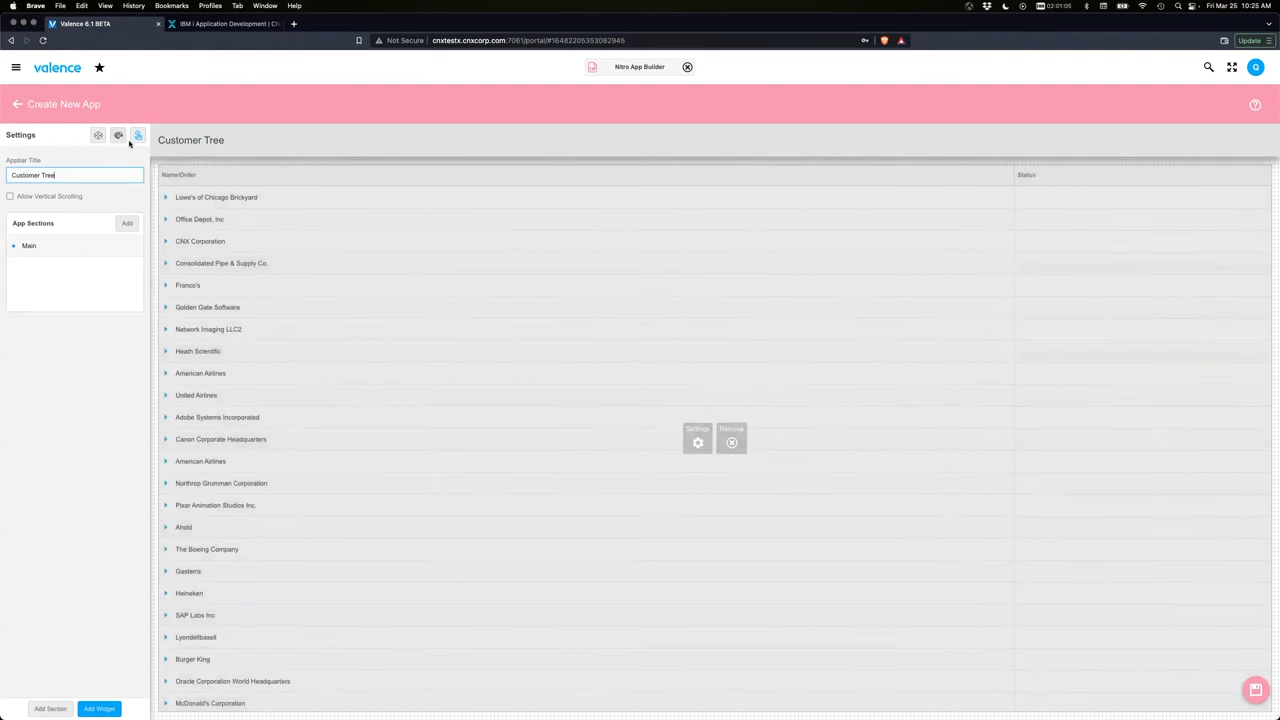 Brave File Edit View History Bookmarks Profiles Tab Window Help
02:01:05
Fri Mar 25 10:25 AM
Valence 6.1 BETA
IBM i Application Development | CN
Not Secure cnxtestx.cnxcorp.com:7061/portal/#16482205353082945
Update
valence
Nitro App Builder
Q
Create New App
Settings
Appbar Title
Customer Tree
Allow Vertical Scrolling
App Sections Add
Main
Add Section Add Widget
Customer Tree
Name/Order Status
Lowe's of Chicago Brickyard
Office Depot, Inc
CNX Corporation
Consolidated Pipe & Supply Co.
Franco's
Golden Gate Software
Network Imaging LLC2
Heath Scientific
American Airlines
United Airlines
Adobe Systems Incorporated
Settings Remove
Canon Corporate Headquarters
American Airlines
Northrop Grumman Corporation
Pixar Animation Studios Inc.
Ahold
The Boeing Company
Gasterra
Heineken
SAP Labs Inc
Lyondellbasell
Burger King
Oracle Corporation World Headquarters
McDonald's Corporation